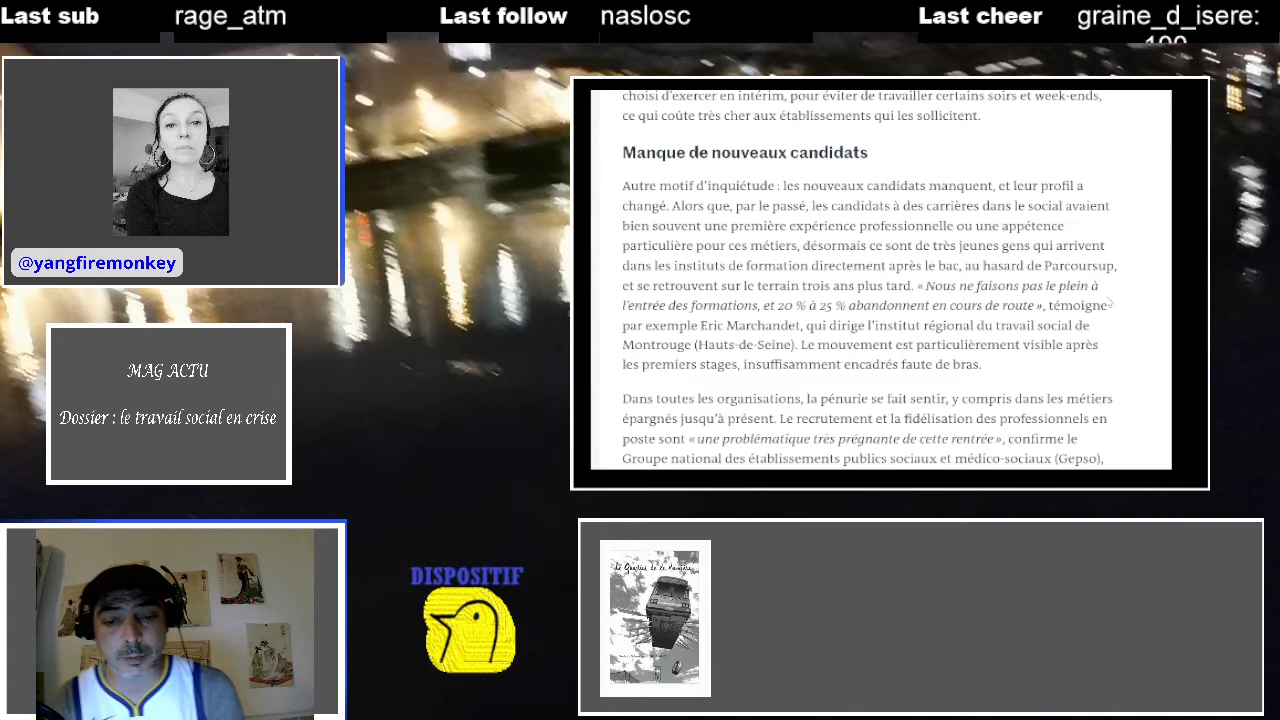 Last sub
rage_atm
Last follow
naslosc
Last cheer
graine_d_isere:
100
choisi d'exercer en intérim, pour éviter de travailler certains soirs et week-ends,
ce qui coûte très cher aux établissements qui les sollicitent.
Manque de nouveaux candidats
Autre motif d'inquiétude : les nouveaux candidats manquent, et leur profil a
changé. Alors que, par le passé, les candidats à des carrières dans le social avaient
bien souvent une première expérience professionnelle ou une appétence
particulière pour ces métiers, désormais ce sont de très jeunes gens qui arrivent
dans les instituts de formation directement après le bac, au hasard de Parcoursup,
et se retrouvent sur le terrain trois ans plus tard. « Nous ne faisons pas le plein à
l'entrée des formations, et 20 % à 25 % abandonnent en cours de route », témoigne
par exemple Eric Marchandet, qui dirige l'institut régional du travail social de
Montrouge (Hauts-de-Seine). Le mouvement est particulièrement visible après
les premiers stages, insuffisamment encadrés faute de bras.
Dans toutes les organisations, la pénurie se fait sentir, y compris dans les métiers
épargnés jusqu'à présent. Le recrutement et la fidélisation des professionnels en
poste sont « une problématique très prégnante de cette rentrée », confirme le
Groupe national des établissements publics sociaux et médico-sociaux (Gepso),
@yangfiremonkey
MAG ACTU
Dossier : le travail social en crise
DISPOSITIF